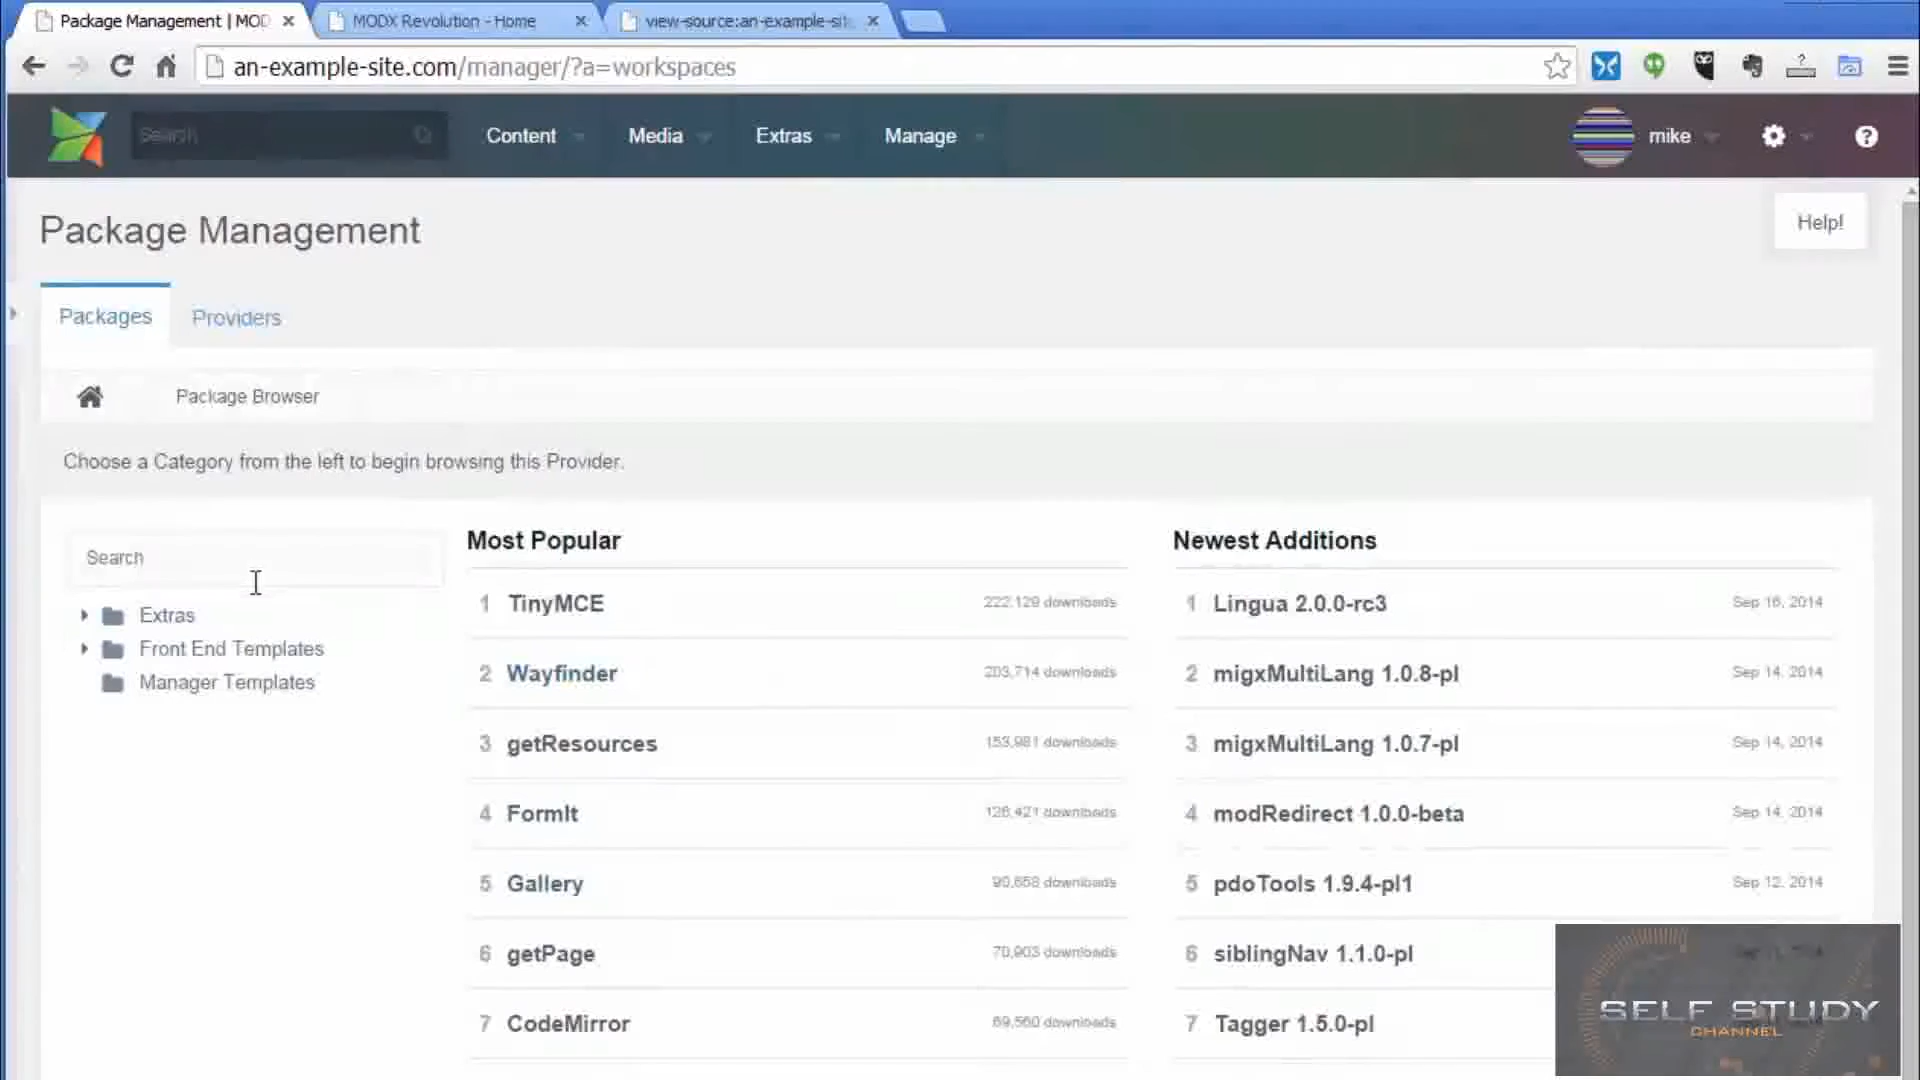 Package Management | MOD
MODX Revolution - Home
view-source:an-example-sit
an-example-site.com/manager/?a=workspaces
Search
Content
Media
Extras
Manage
mike
Package Management
Help!
Packages
Providers
Package Browser
Choose a Category from the left to begin browsing this Provider.
Search
Extras
Front End Templates
Manager Templates
Most Popular
1 TinyMCE 222,129 downloads
2 Wayfinder 203,714 downloads
3 getResources 153,981 downloads
4 FormIt 126,421 downloads
5 Gallery 90,658 downloads
6 getPage 70,903 downloads
7 CodeMirror 69,560 downloads
Newest Additions
1 Lingua 2.0.0-rc3 Sep 16, 2014
2 migxMultiLang 1.0.8-pl Sep 14, 2014
3 migxMultiLang 1.0.7-pl Sep 14, 2014
4 modRedirect 1.0.0-beta Sep 14, 2014
5 pdoTools 1.9.4-pl1 Sep 12, 2014
6 siblingNav 1.1.0-pl
7 Tagger 1.5.0-pl
SELF STUDY
CHANNEL